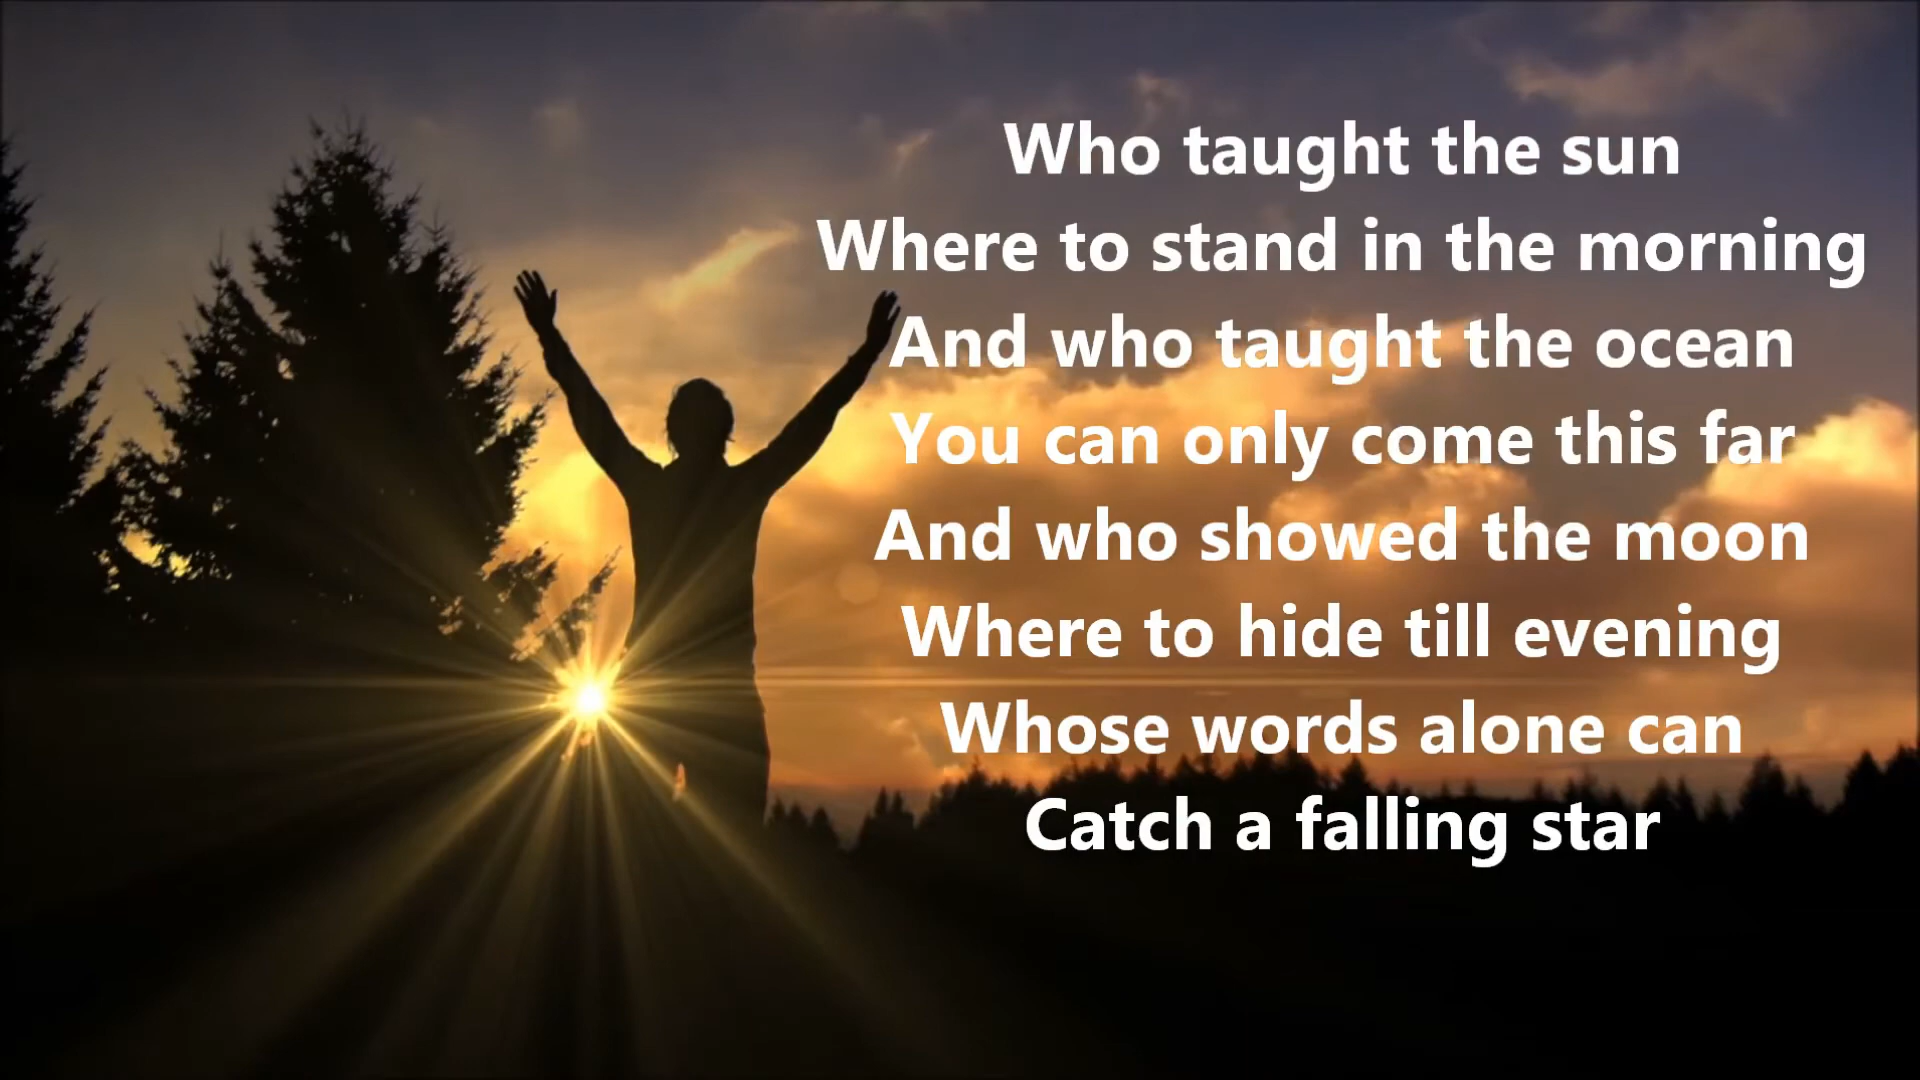 Who taught the sun
Where to stand in the morning
And who taught the ocean
You can only come this far
And who showed the moon
Where to hide till evening
Whose words alone can
Catch a falling star